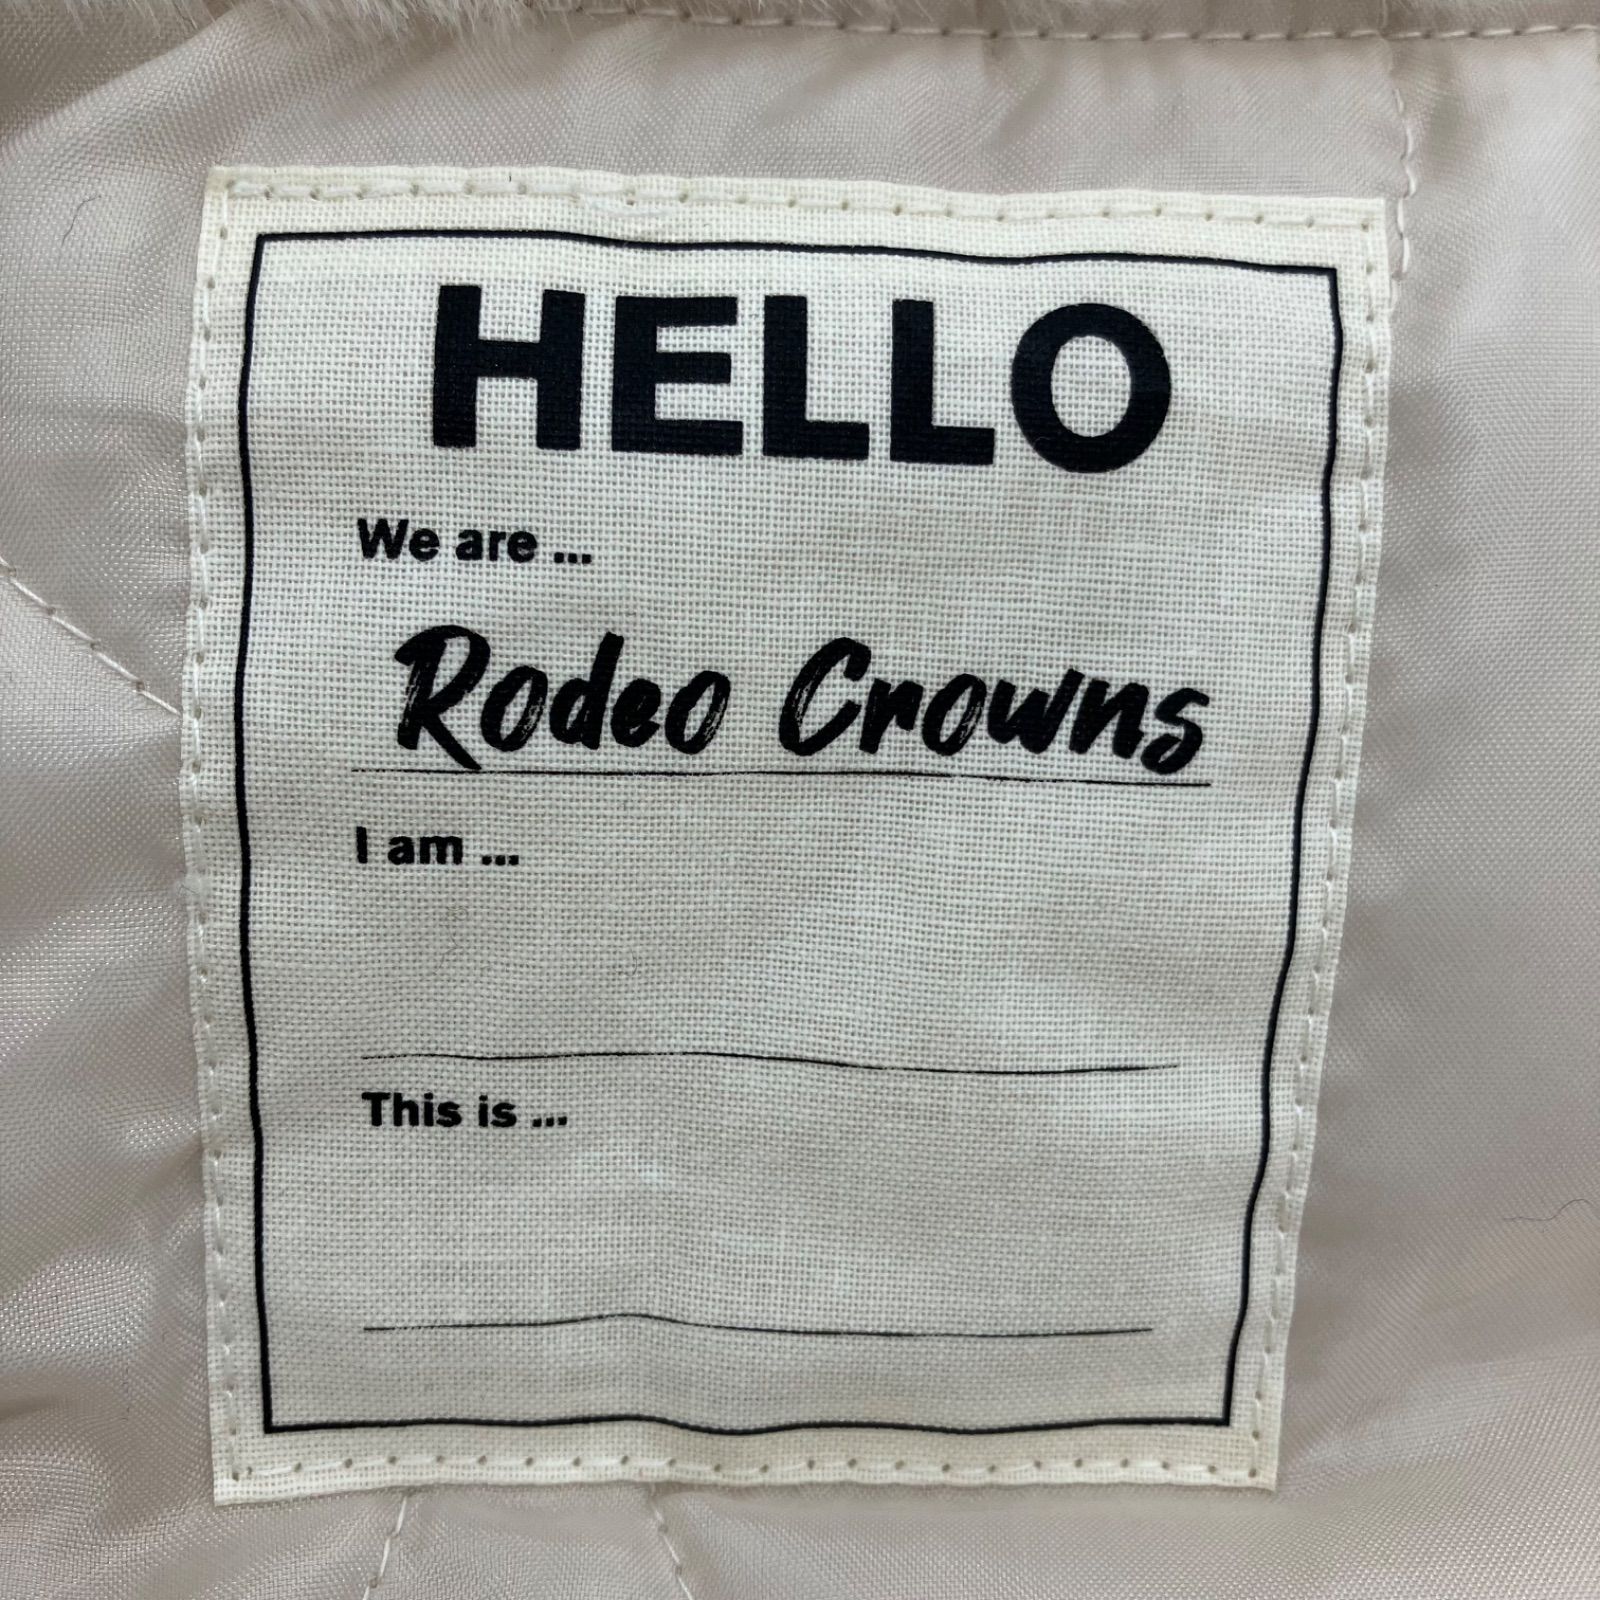 HELLO
We are ...
Rodeo Crowns
I am ...
This is ...